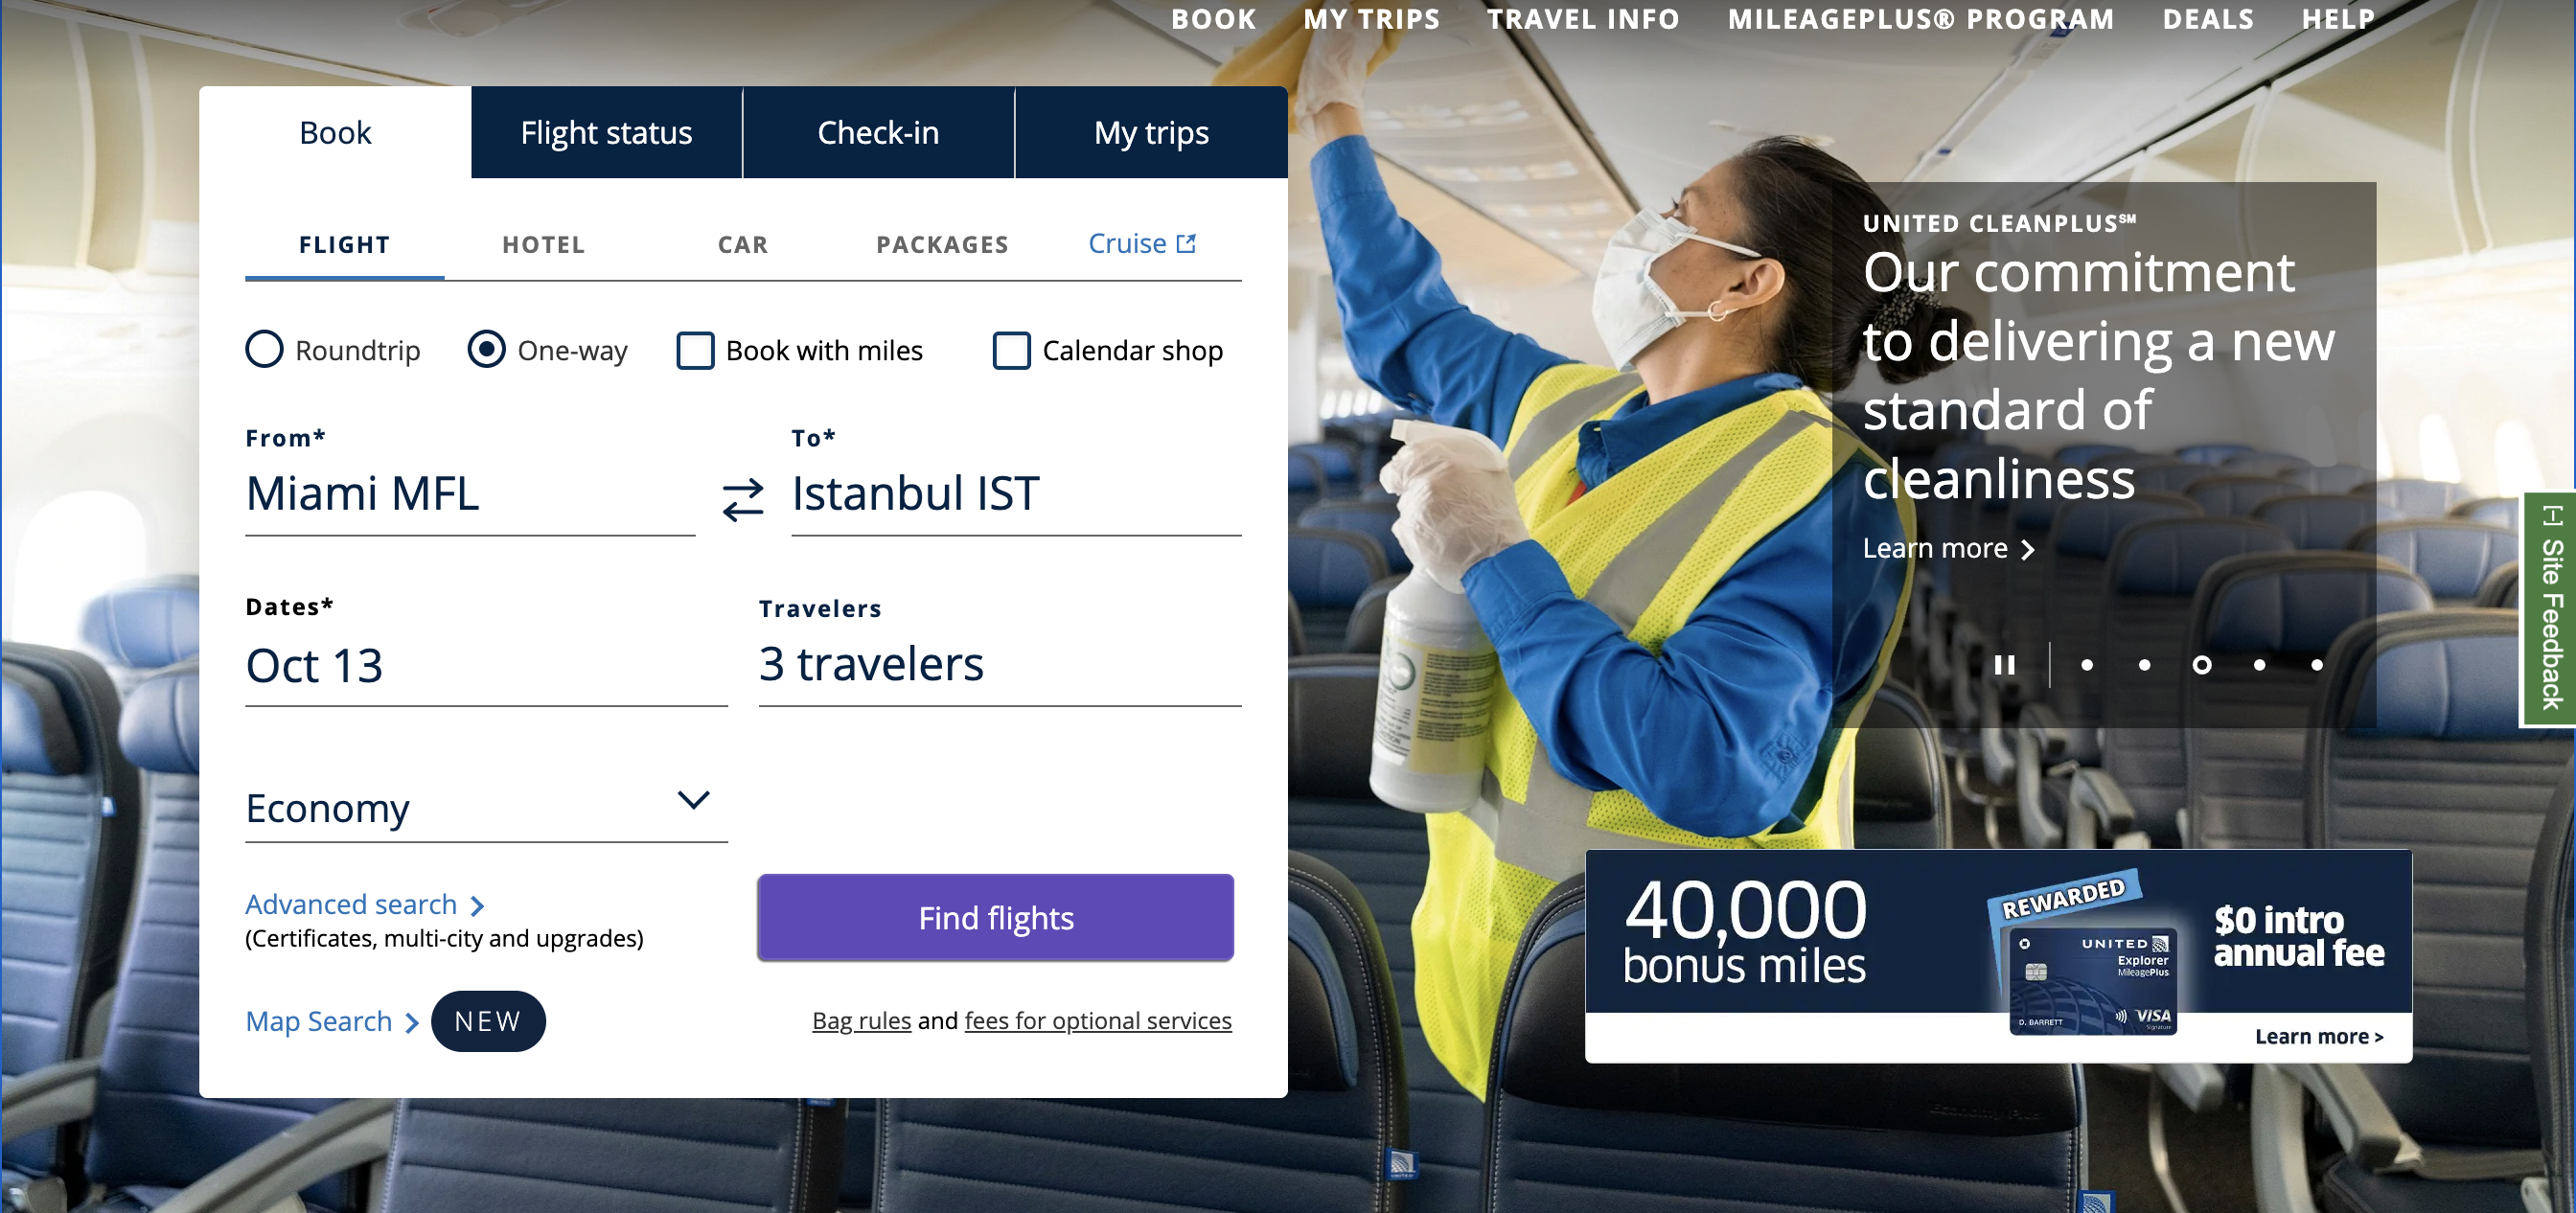 BOOK MY TRIPS TRAVEL INFO MILEAGEPLUS® PROGRAM DEALS HELP
Book Flight status Check-in My trips
FLIGHT HOTEL CAR PACKAGES Cruise
Roundtrip One-way Book with miles Calendar shop
From* To*
Miami MFL Istanbul IST
Dates* Travelers
Oct 13 3 travelers
Economy
Advanced search
(Certificates, multi-city and upgrades)
Find flights
Map Search NEW
Bag rules and fees for optional services
UNITED CLEANPLUS℠
Our commitment
to delivering a new
standard of
cleanliness
Learn more
[-] Site Feedback
40,000
bonus miles
REWARDED
UNITED
Explorer
MileagePlus
D. BARRETT
VISA
Signature
$0 intro
annual fee
Learn more >